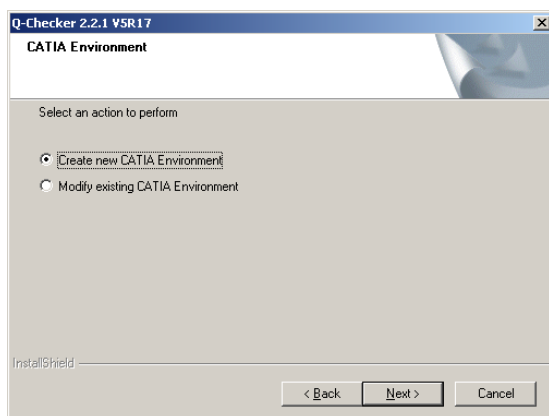 Q-Checker 2.2.1 V5R17
CATIA Environment
Select an action to perform
Create new CATIA Environment
Modify existing CATIA Environment
InstallShield
< Back
Next >
Cancel